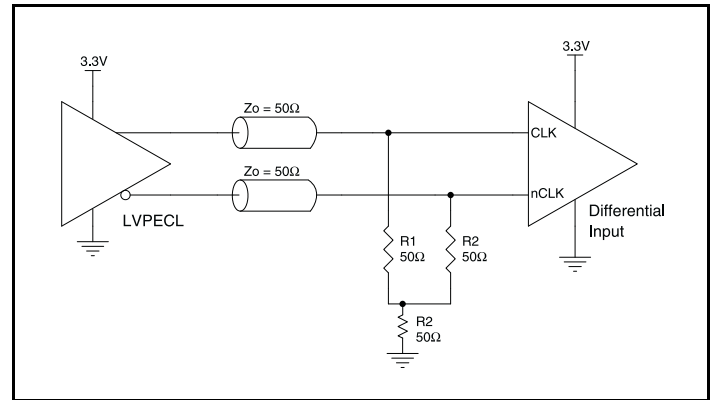 3.3V
3.3V
Zo = 50Ω
CLK
Zo = 50Ω
nCLK
LVPECL
Differential
Input
R1
50Ω
R2
50Ω
R2
50Ω